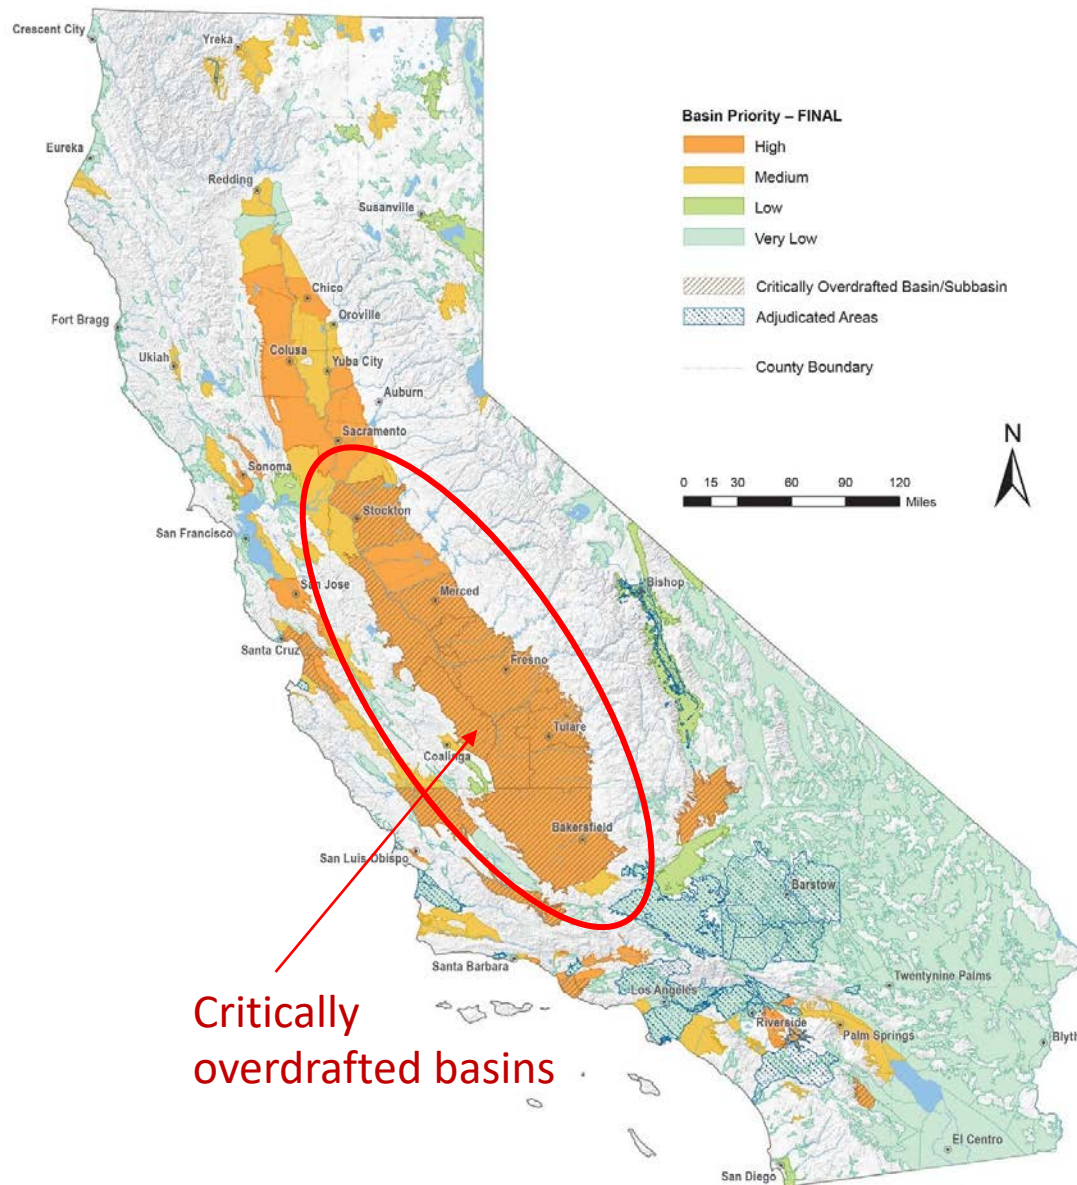 Crescent City
Yreka
Eureka
Redding
Susanville
Basin Priority – FINAL
High
Medium
Low
Very Low
Critically Overdrafted Basin/Subbasin
Adjudicated Areas
County Boundary
N
0 15 30 60 90 120
Miles
Chico
Fort Bragg
Oroville
Ukiah
Colusa
Yuba City
Auburn
Sacramento
Sonoma
Stockton
San Francisco
San Jose
Merced
Bishop
Santa Cruz
Fresno
Tulare
Coalinga
Bakersfield
San Luis Obispo
Barstow
Santa Barbara
Los Angeles
Twentynine Palms
Riverside
Palm Springs
Blyth
El Centro
San Diego
Critically
overdrafted basins